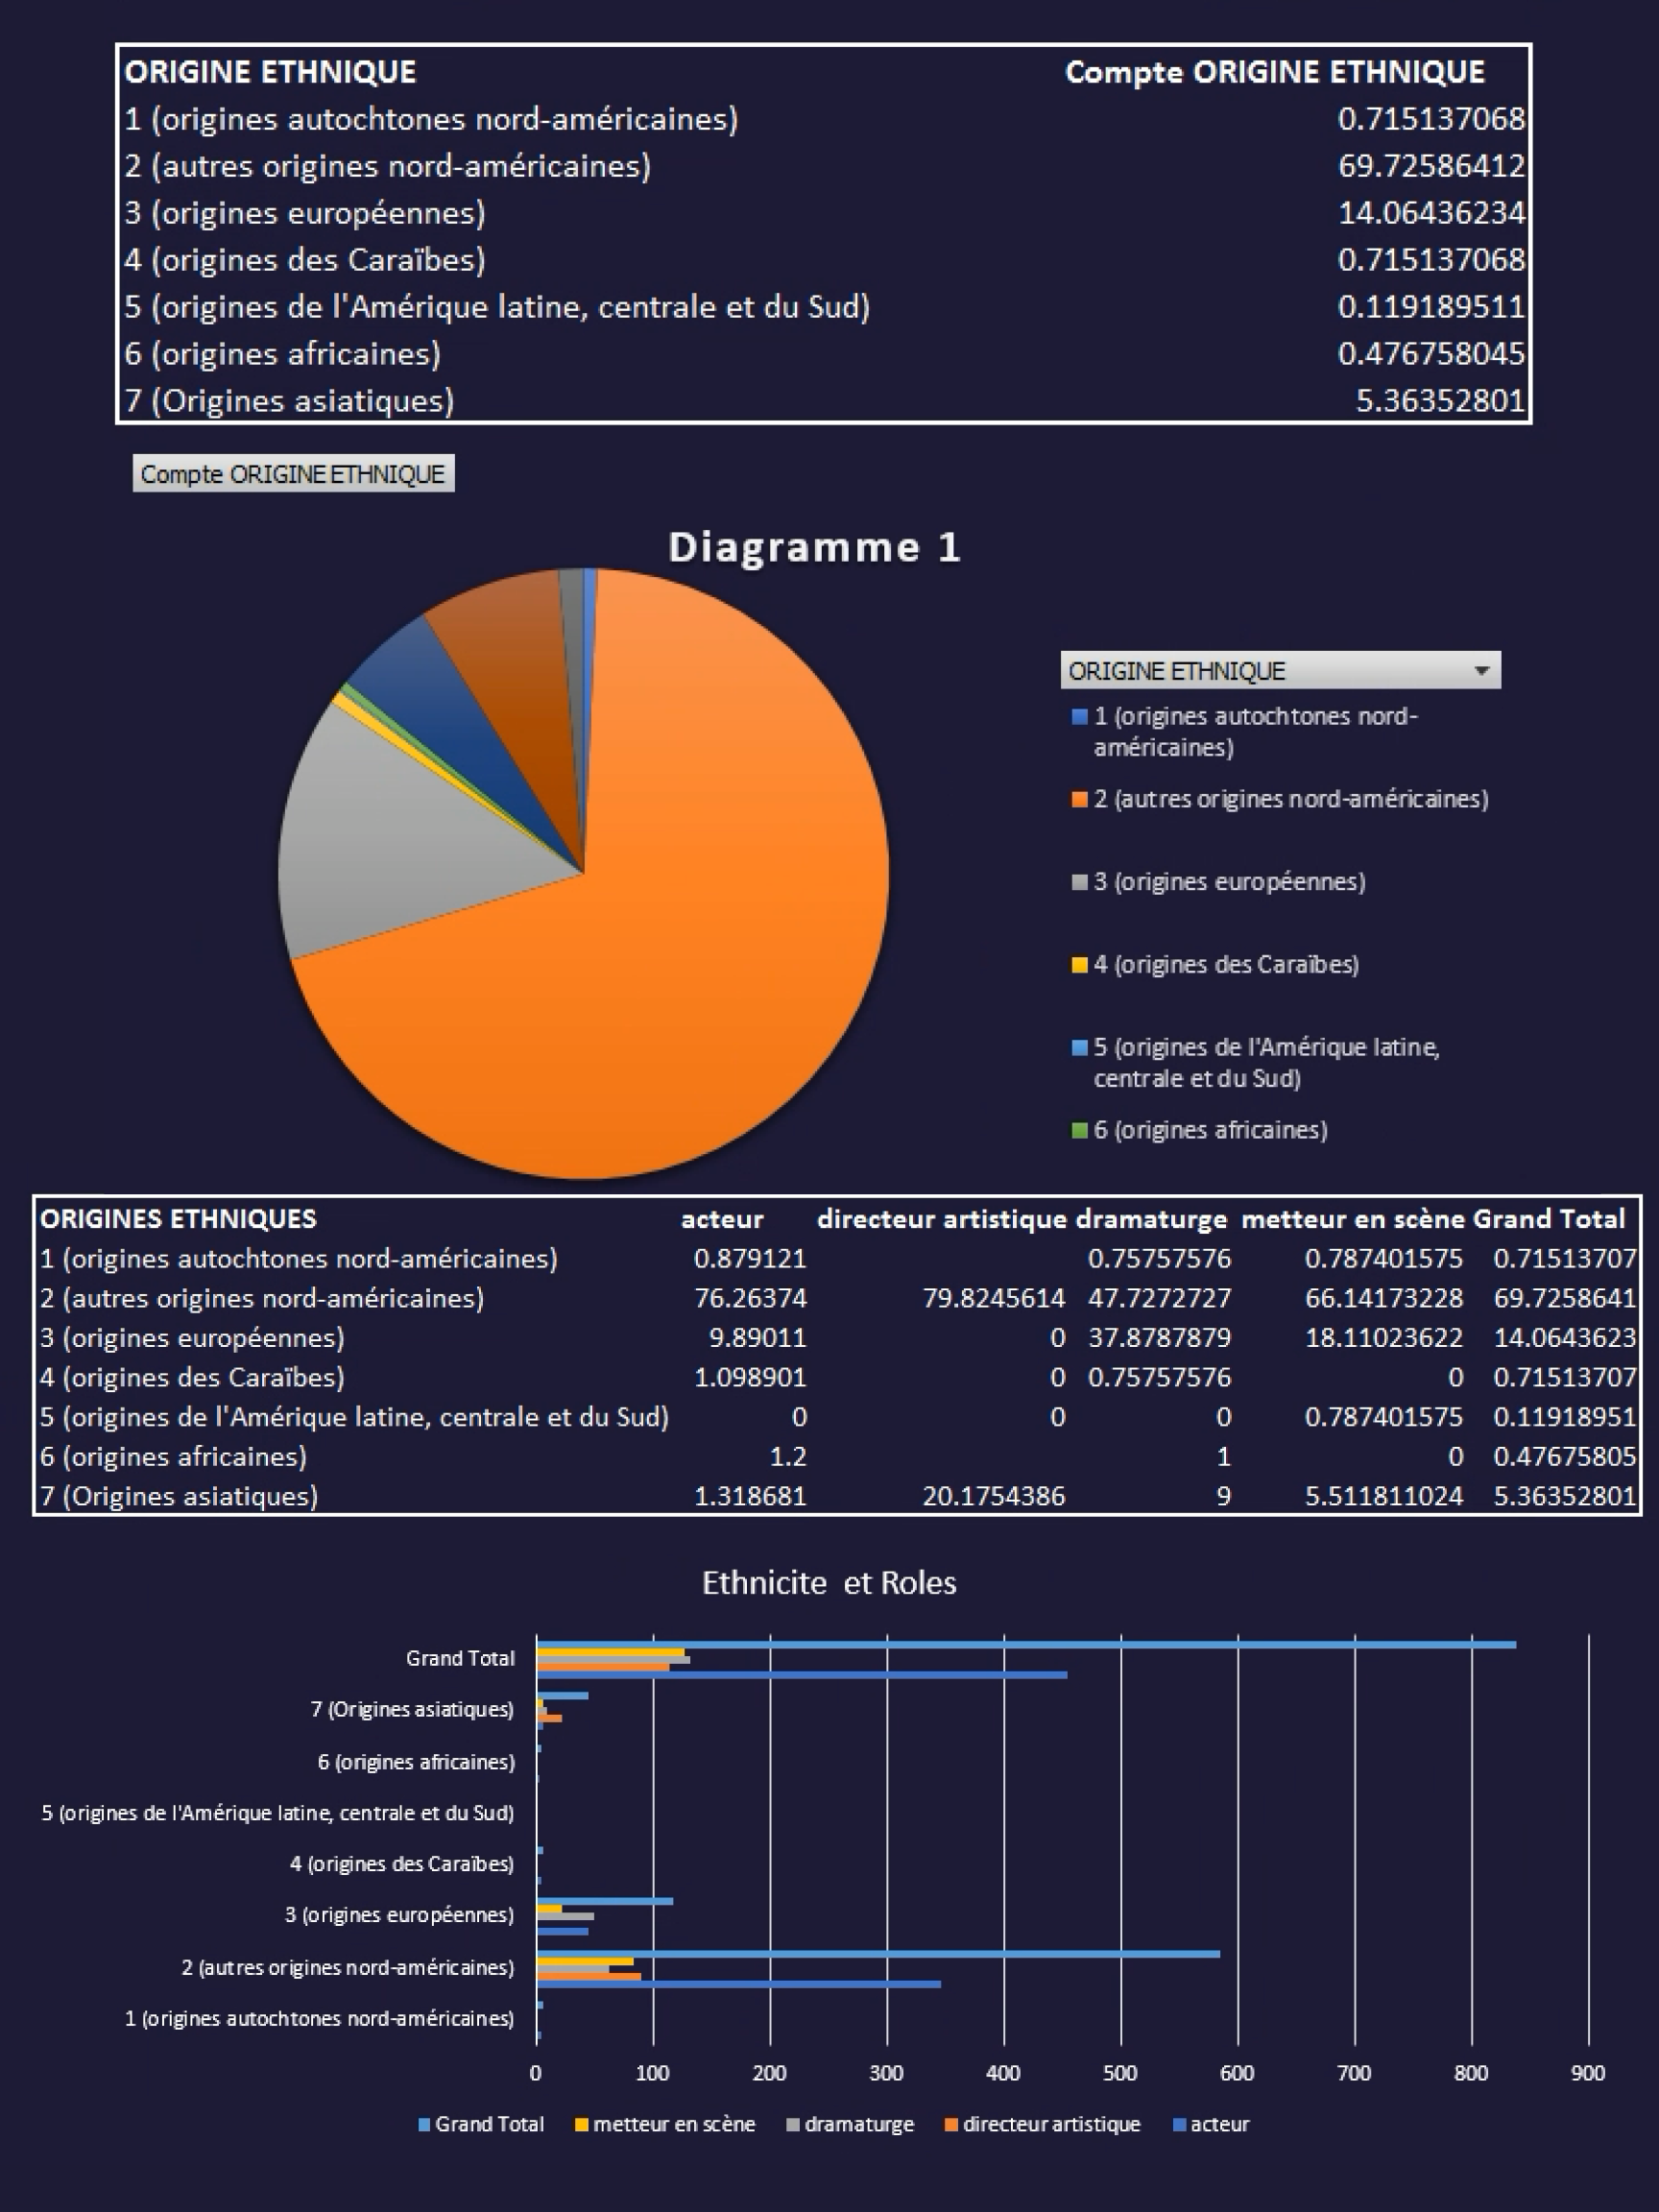 ORIGINE ETHNIQUE Compte ORIGINE ETHNIQUE
1 (origines autochtones nord-américaines) 0.715137068
2 (autres origines nord-américaines) 69.72586412
3 (origines européennes) 14.06436234
4 (origines des Caraïbes) 0.715137068
5 (origines de l'Amérique latine, centrale et du Sud) 0.119189511
6 (origines africaines) 0.476758045
7 (Origines asiatiques) 5.36352801
Compte ORIGINE ETHNIQUE
Diagramme 1
ORIGINE ETHNIQUE
1 (origines autochtones nord-
américaines)
2 (autres origines nord-américaines)
3 (origines européennes)
4 (origines des Caraïbes)
5 (origines de l'Amérique latine,
centrale et du Sud)
6 (origines africaines)
ORIGINES ETHNIQUES acteur directeur artistique dramaturge metteur en scène Grand Total
1 (origines autochtones nord-américaines) 0.879121 0.75757576 0.787401575 0.71513707
2 (autres origines nord-américaines) 76.26374 79.8245614 47.7272727 66.14173228 69.7258641
3 (origines européennes) 9.89011 0 37.8787879 18.11023622 14.0643623
4 (origines des Caraïbes) 1.098901 0 0.75757576 0 0.71513707
5 (origines de l'Amérique latine, centrale et du Sud) 0 0 0 0.787401575 0.11918951
6 (origines africaines) 1.2 1 0 0.47675805
7 (Origines asiatiques) 1.318681 20.1754386 9 5.511811024 5.36352801
Ethnicite et Roles
Grand Total
7 (Origines asiatiques)
6 (origines africaines)
5 (origines de l'Amérique latine, centrale et du Sud)
4 (origines des Caraïbes)
3 (origines européennes)
2 (autres origines nord-américaines)
1 (origines autochtones nord-américaines)
0 100 200 300 400 500 600 700 800 900
Grand Total metteur en scène dramaturge directeur artistique acteur